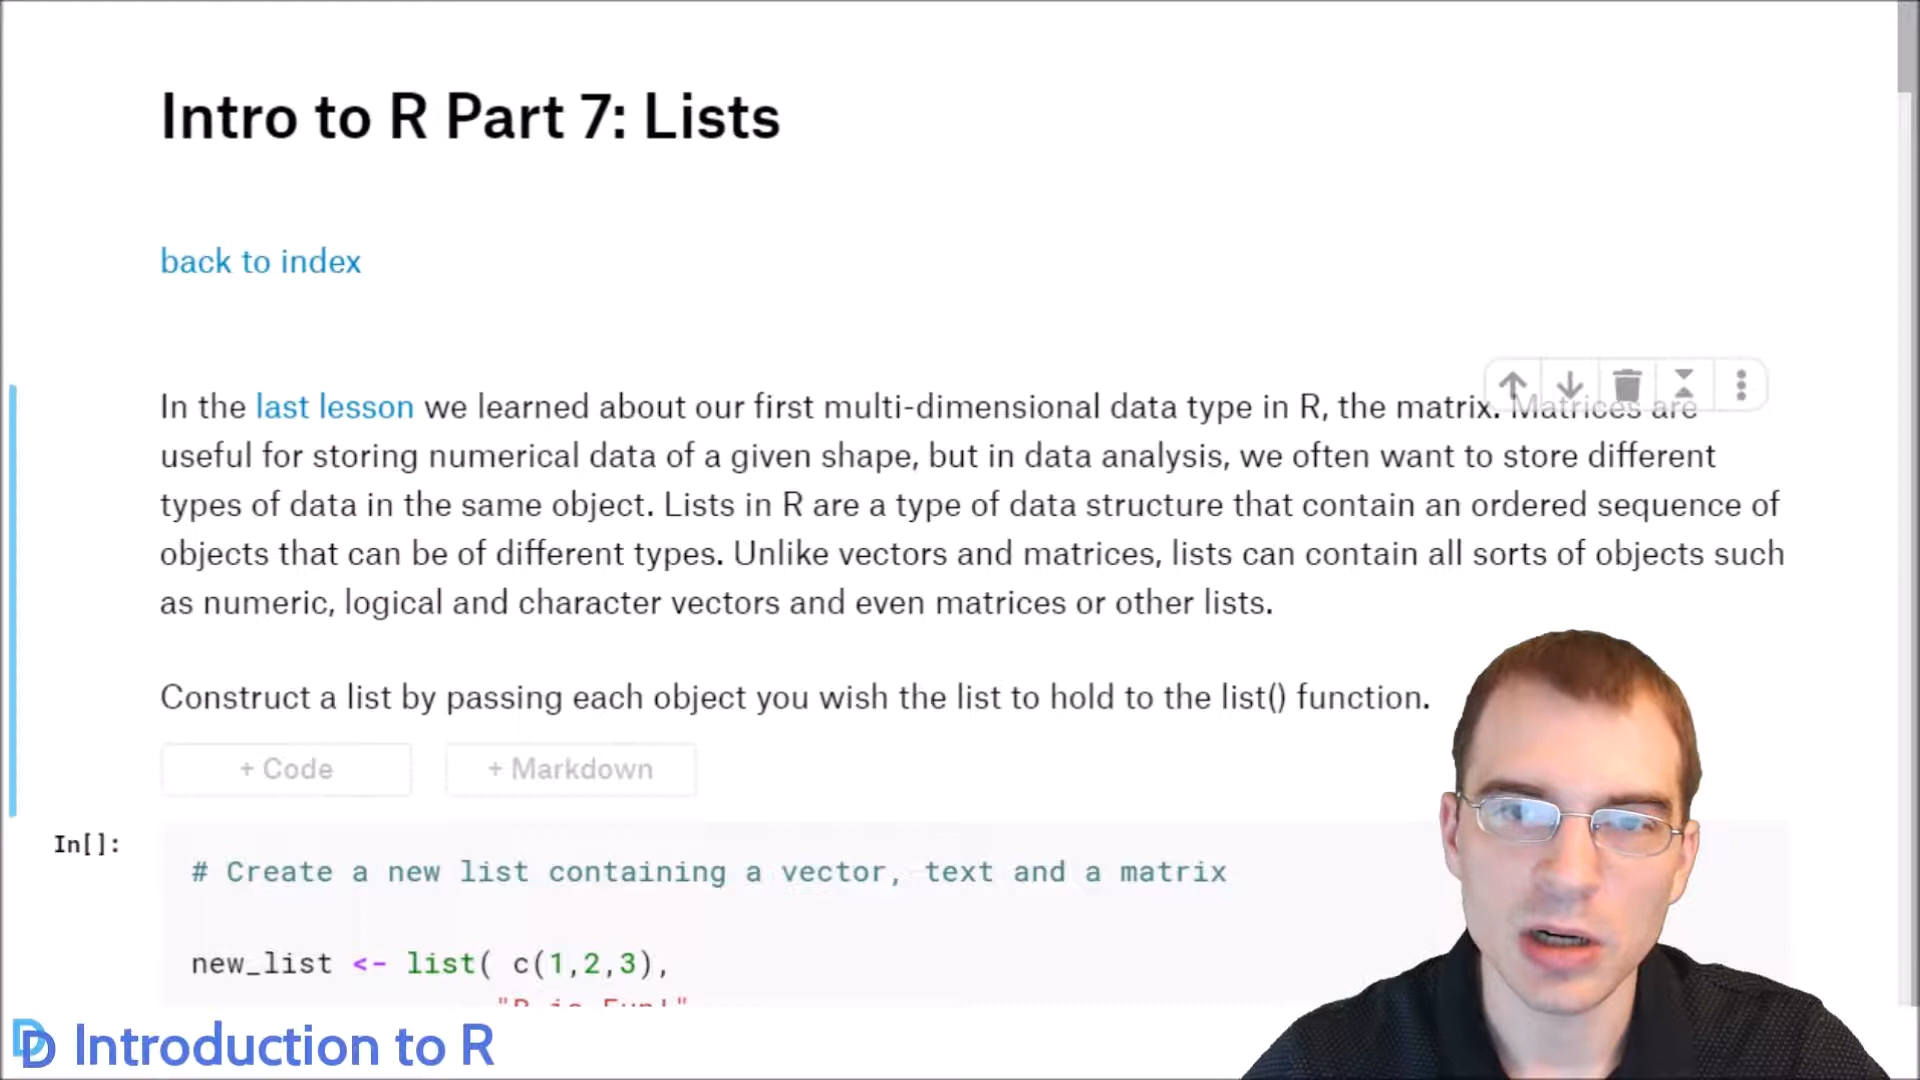 Intro to R Part 7: Lists
back to index
In the last lesson we learned about our first multi-dimensional data type in R, the matrix. Matrices are
useful for storing numerical data of a given shape, but in data analysis, we often want to store different
types of data in the same object. Lists in R are a type of data structure that contain an ordered sequence of
objects that can be of different types. Unlike vectors and matrices, lists can contain all sorts of objects such
as numeric, logical and character vectors and even matrices or other lists.
Construct a list by passing each object you wish the list to hold to the list() function.
+ Code + Markdown
In[]:
# Create a new list containing a vector, text and a matrix
new_list <- list( c(1,2,3),
"R is Fun!"
D Introduction to R